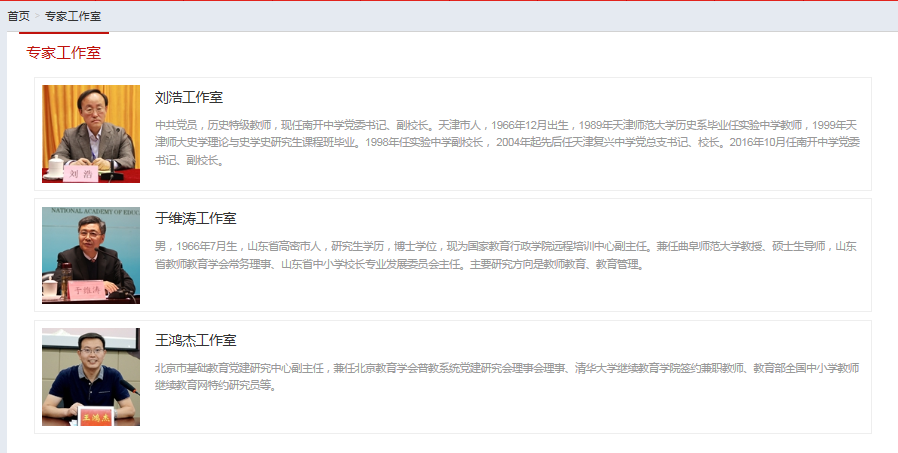 首页 > 专家工作室
专家工作室
刘浩工作室
中共党员，历史特级教师，现任南开中学党委书记、副校长。天津市人，1966年12月出生，1989年天津师范大学历史系毕业任实验中学教师，1999年天
津师大史学理论与史学史研究生课程班毕业。1998年任实验中学副校长， 2004年起先后任天津复兴中学党总支书记、校长。2016年10月任南开中学党委
书记、副校长。
刘 浩
NATIONAL ACADEMY OF EDUC
于维涛工作室
男，1966年7月生，山东省高密市人，研究生学历，博士学位，现为国家教育行政学院远程培训中心副主任。兼任曲阜师范大学教授、硕士生导师，山东
省教师教育学会常务理事、山东省中小学校长专业发展委员会主任。主要研究方向是教师教育、教育管理。
于维涛
王鸿杰工作室
北京市基础教育党建研究中心副主任，兼任北京教育学会普教系统党建研究会理事会理事、清华大学继续教育学院签约兼职教师、教育部全国中小学教师
继续教育网特约研究员等。
王鸿杰